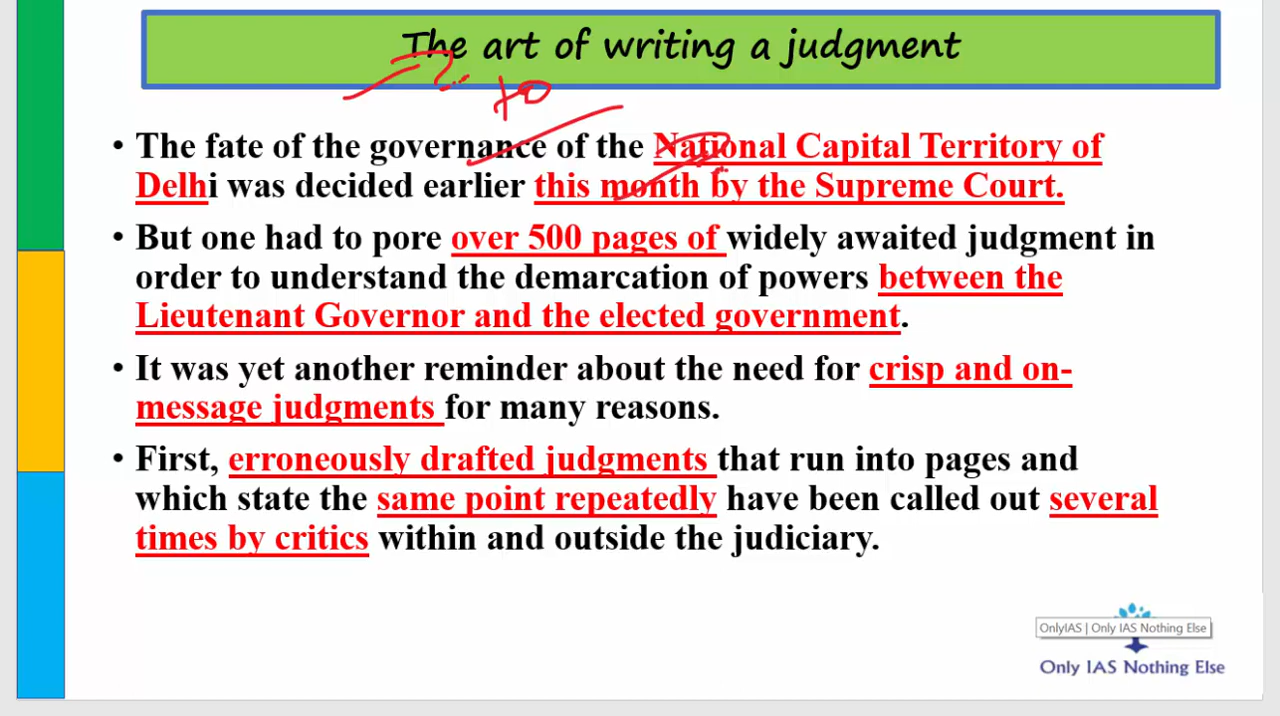 The art of writing a judgment
to
• The fate of the governance of the National Capital Territory of
Delhi was decided earlier this month by the Supreme Court.
• But one had to pore over 500 pages of widely awaited judgment in
order to understand the demarcation of powers between the
Lieutenant Governor and the elected government.
• It was yet another reminder about the need for crisp and on-
message judgments for many reasons.
• First, erroneously drafted judgments that run into pages and
which state the same point repeatedly have been called out several
times by critics within and outside the judiciary.
OnlyIAS | Only IAS Nothing Else
Only IAS Nothing Else